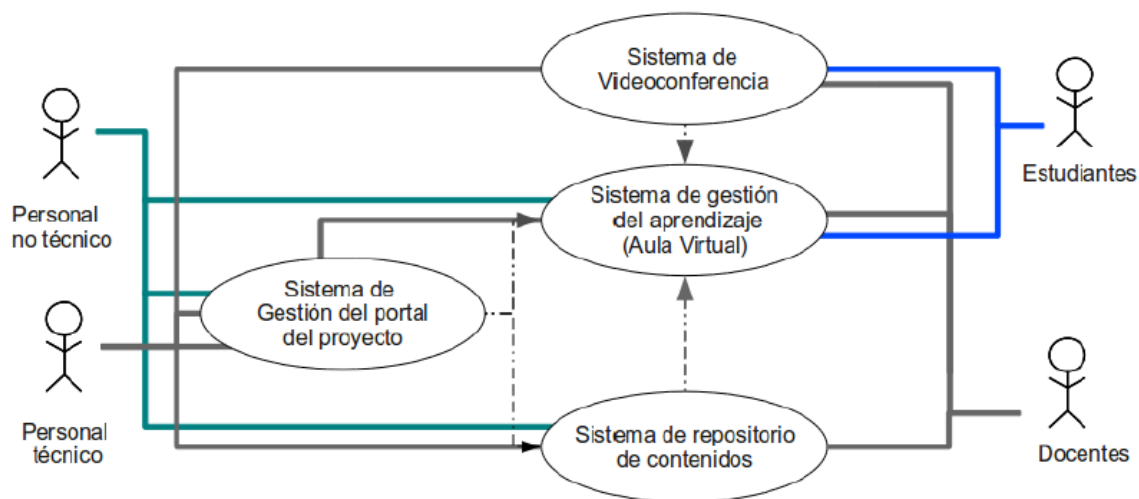 Sistema de
Videoconferencia
Estudiantes
Personal
no técnico
Sistema de gestión
del aprendizaje
(Aula Virtual)
Sistema de
Gestión del portal
del proyecto
Personal
técnico
Sistema de repositorio
de contenidos
Docentes